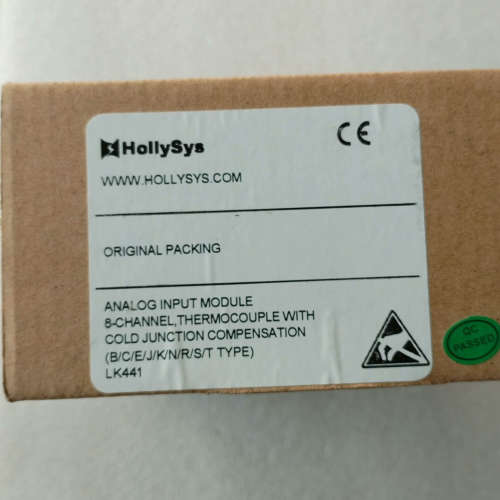 HollySys
CE
WWW.HOLLYSYS.COM
ORIGINAL PACKING
ANALOG INPUT MODULE
8-CHANNEL,THERMOCOUPLE WITH
COLD JUNCTION COMPENSATION
(B/C/E/J/K/N/R/S/T TYPE)
LK441
QC
PASSED